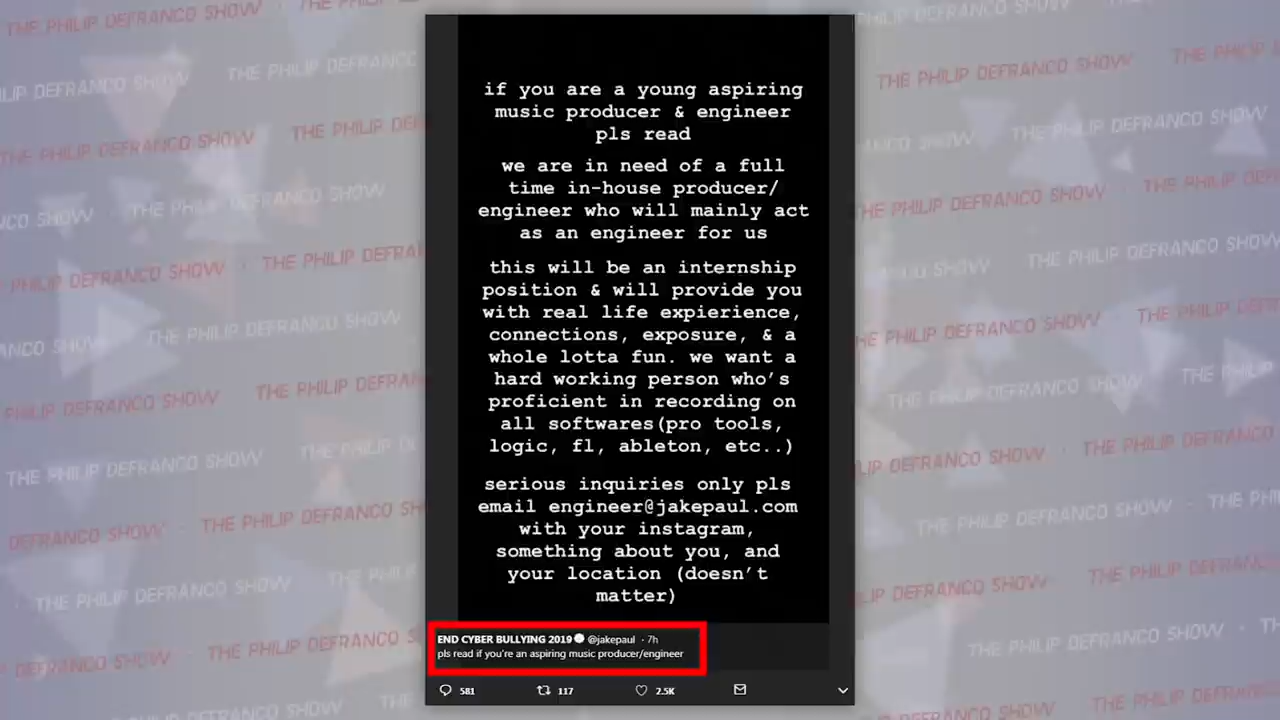 THE PHILIP DEFRANCO SHOW
THE PHILIP DEFRANCO SHOW
if you are a young aspiring
music producer & engineer
pls read
we are in need of a full
time in-house producer/
engineer who will mainly act
as an engineer for us
this will be an internship
position & will provide you
with real life expierience,
connections, exposure, & a
whole lotta fun. we want a
hard working person who's
proficient in recording on
all softwares(pro tools,
logic, fl, ableton, etc..)
serious inquiries only pls
email engineer@jakepaul.com
with your instagram,
something about you, and
your location (doesn't
matter)
END CYBER BULLYING 2019 @jakepaul · 7h
pls read if you're an aspiring music producer/engineer
581 117 2.5K